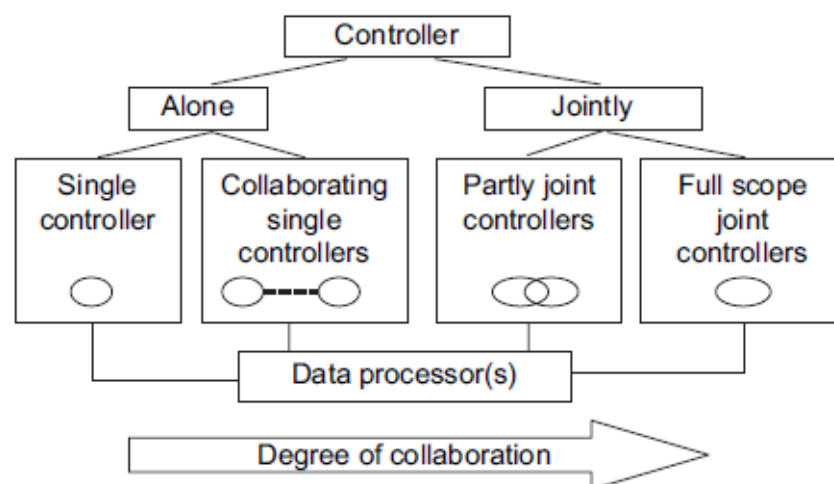 Controller
Alone
Jointly
Single
controller
Collaborating
single
controllers
Partly joint
controllers
Full scope
joint
controllers
Data processor(s)
Degree of collaboration